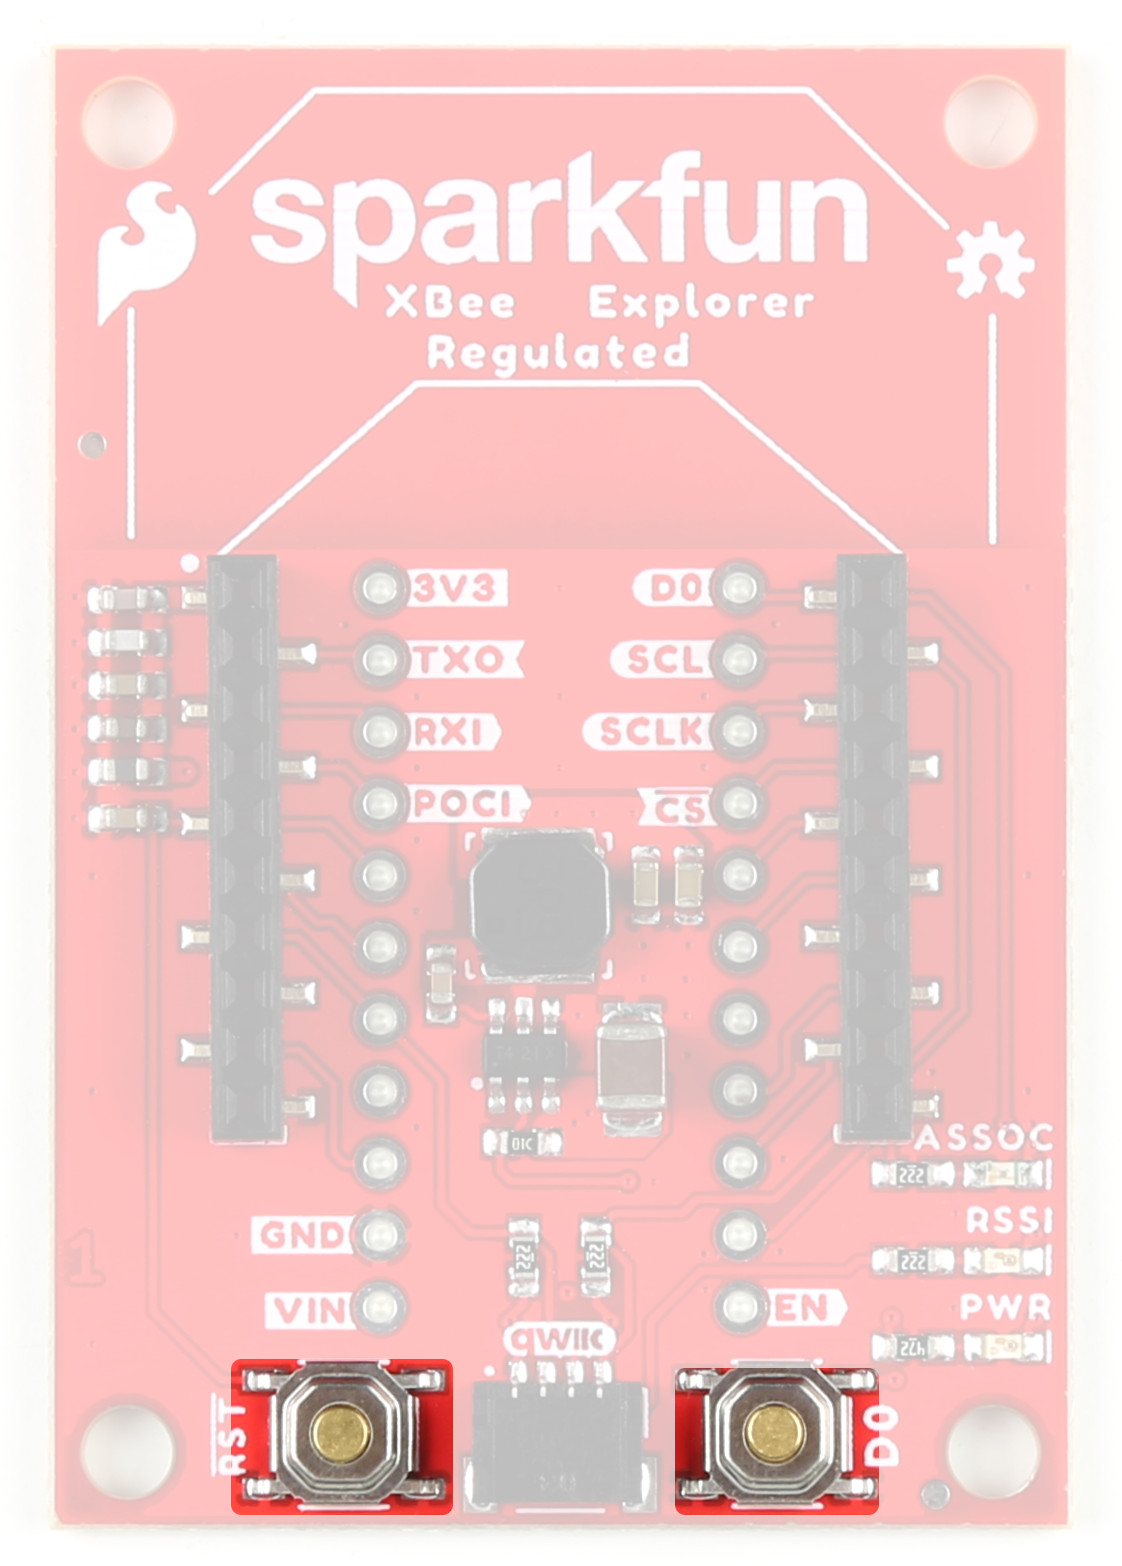 sparkfun
XBee Explorer
Regulated
3V3 D0
TXO SCL
RXI SCLK
POCI CS
01C
ASSOC
222
RSSI
GND
222 222 222
VIN EN PWR
qwiic 472
RST D0
1